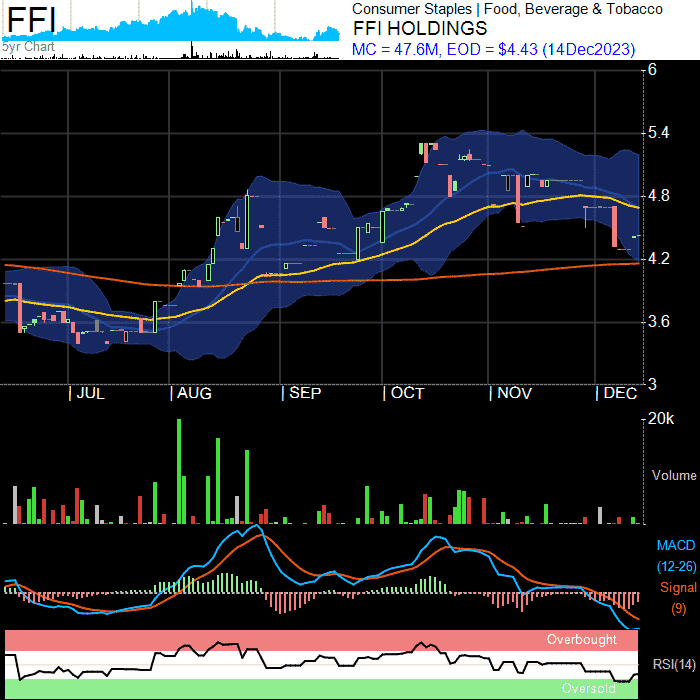 FFI
5yr Chart
Consumer Staples | Food, Beverage & Tobacco
FFI HOLDINGS
MC = 47.6M, EOD = $4.43 (14Dec2023)
6
5.4
4.8
4.2
3.6
3
| JUL | AUG | SEP | OCT | NOV | DEC
20k
Volume
MACD
(12-26)
Signal
(9)
Overbought
RSI(14)
Oversold